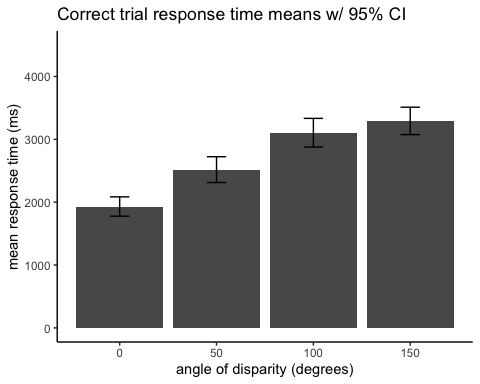 Correct trial response time means w/ 95% CI
mean response time (ms)
4000
3000
2000
1000
0
0 50 100 150
angle of disparity (degrees)